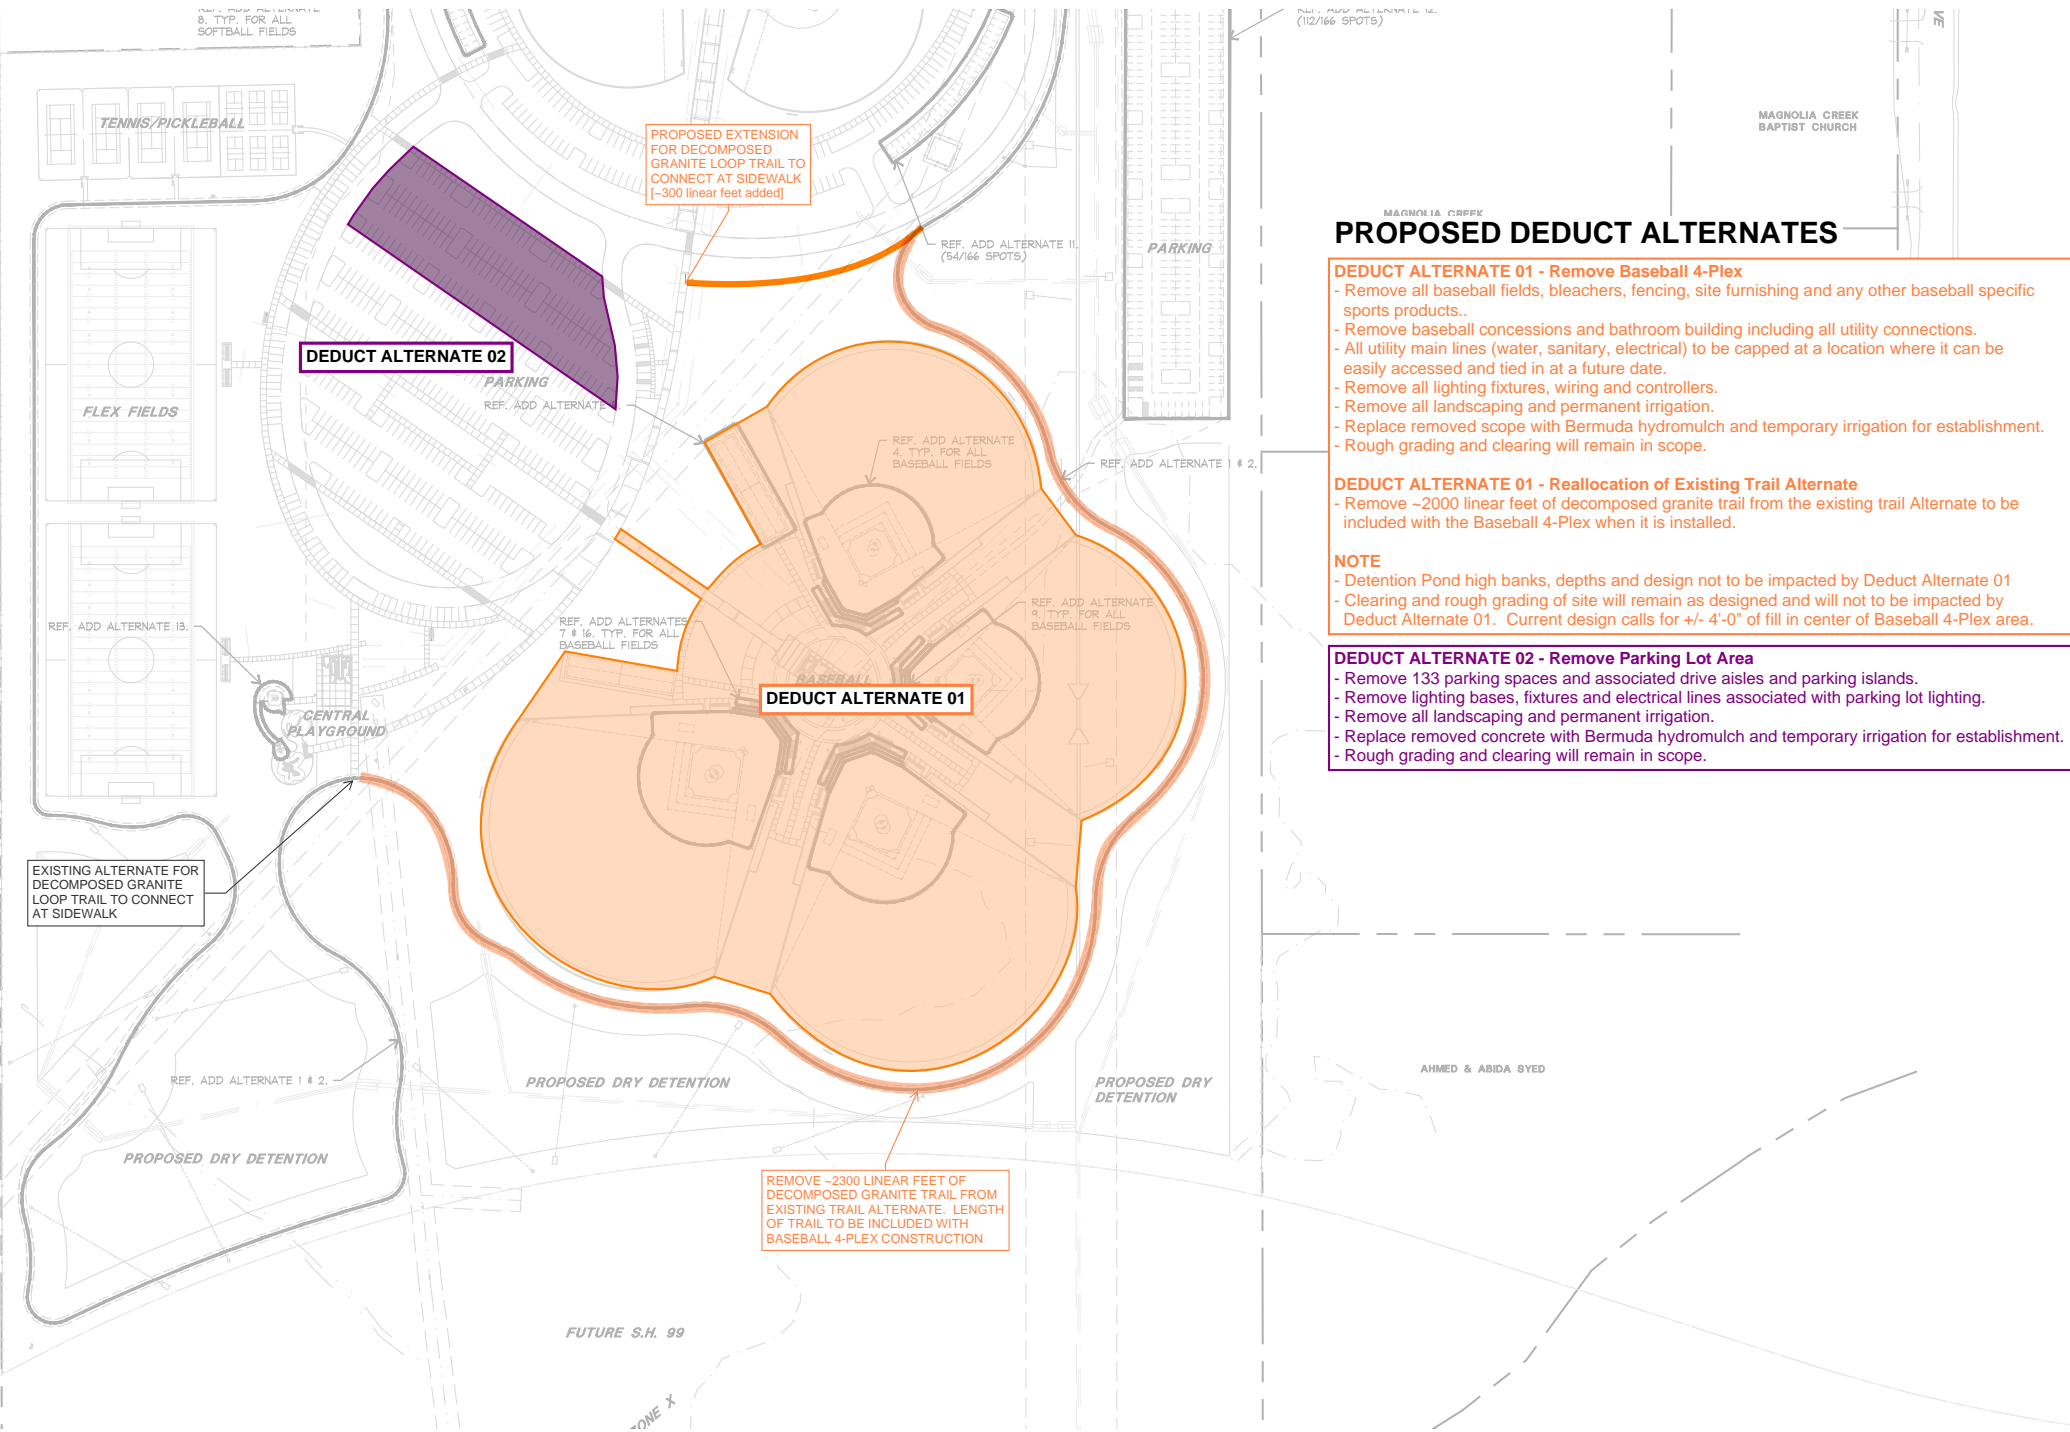 8. TYP. FOR ALL
SOFTBALL FIELDS
(112/166 SPOTS)
VE
TENNIS/PICKLEBALL
PROPOSED EXTENSION
FOR DECOMPOSED
GRANITE LOOP TRAIL TO
CONNECT AT SIDEWALK
[~300 linear feet added]
MAGNOLIA CREEK
BAPTIST CHURCH
REF. ADD ALTERNATE 11.
(54/166 SPOTS)
PARKING
MAGNOLIA CREEK
PROPOSED DEDUCT ALTERNATES
DEDUCT ALTERNATE 01 - Remove Baseball 4-Plex
- Remove all baseball fields, bleachers, fencing, site furnishing and any other baseball specific
sports products..
- Remove baseball concessions and bathroom building including all utility connections.
- All utility main lines (water, sanitary, electrical) to be capped at a location where it can be
easily accessed and tied in at a future date.
- Remove all lighting fixtures, wiring and controllers.
- Remove all landscaping and permanent irrigation.
- Replace removed scope with Bermuda hydromulch and temporary irrigation for establishment.
- Rough grading and clearing will remain in scope.
DEDUCT ALTERNATE 01 - Reallocation of Existing Trail Alternate
- Remove ~2000 linear feet of decomposed granite trail from the existing trail Alternate to be
included with the Baseball 4-Plex when it is installed.
NOTE
- Detention Pond high banks, depths and design not to be impacted by Deduct Alternate 01
- Clearing and rough grading of site will remain as designed and will not to be impacted by
Deduct Alternate 01.  Current design calls for +/- 4'-0" of fill in center of Baseball 4-Plex area.
DEDUCT ALTERNATE 02 - Remove Parking Lot Area
- Remove 133 parking spaces and associated drive aisles and parking islands.
- Remove lighting bases, fixtures and electrical lines associated with parking lot lighting.
- Remove all landscaping and permanent irrigation.
- Replace removed concrete with Bermuda hydromulch and temporary irrigation for establishment.
- Rough grading and clearing will remain in scope.
DEDUCT ALTERNATE 02
PARKING
REF. ADD ALTERNATE
FLEX FIELDS
REF. ADD ALTERNATE
4. TYP. FOR ALL
BASEBALL FIELDS
REF. ADD ALTERNATE 1 & 2.
REF. ADD ALTERNATE
9. TYP. FOR ALL
BASEBALL FIELDS
REF. ADD ALTERNATES
7 & 16. TYP. FOR ALL
BASEBALL FIELDS
REF. ADD ALTERNATE 13.
BASEBALL
DEDUCT ALTERNATE 01
CENTRAL
PLAYGROUND
EXISTING ALTERNATE FOR
DECOMPOSED GRANITE
LOOP TRAIL TO CONNECT
AT SIDEWALK
REF. ADD ALTERNATE 1 & 2.
PROPOSED DRY DETENTION
PROPOSED DRY
DETENTION
AHMED & ABIDA SYED
PROPOSED DRY DETENTION
REMOVE ~2300 LINEAR FEET OF
DECOMPOSED GRANITE TRAIL FROM
EXISTING TRAIL ALTERNATE.  LENGTH
OF TRAIL TO BE INCLUDED WITH
BASEBALL 4-PLEX CONSTRUCTION
FUTURE S.H. 99
ZONE X